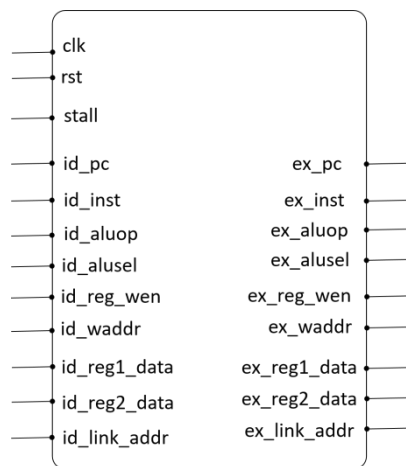 clk
rst
stall
id_pc ex_pc
id_inst ex_inst
id_aluop ex_aluop
id_alusel ex_alusel
id_reg_wen ex_reg_wen
id_waddr ex_waddr
id_reg1_data ex_reg1_data
id_reg2_data ex_reg2_data
id_link_addr ex_link_addr